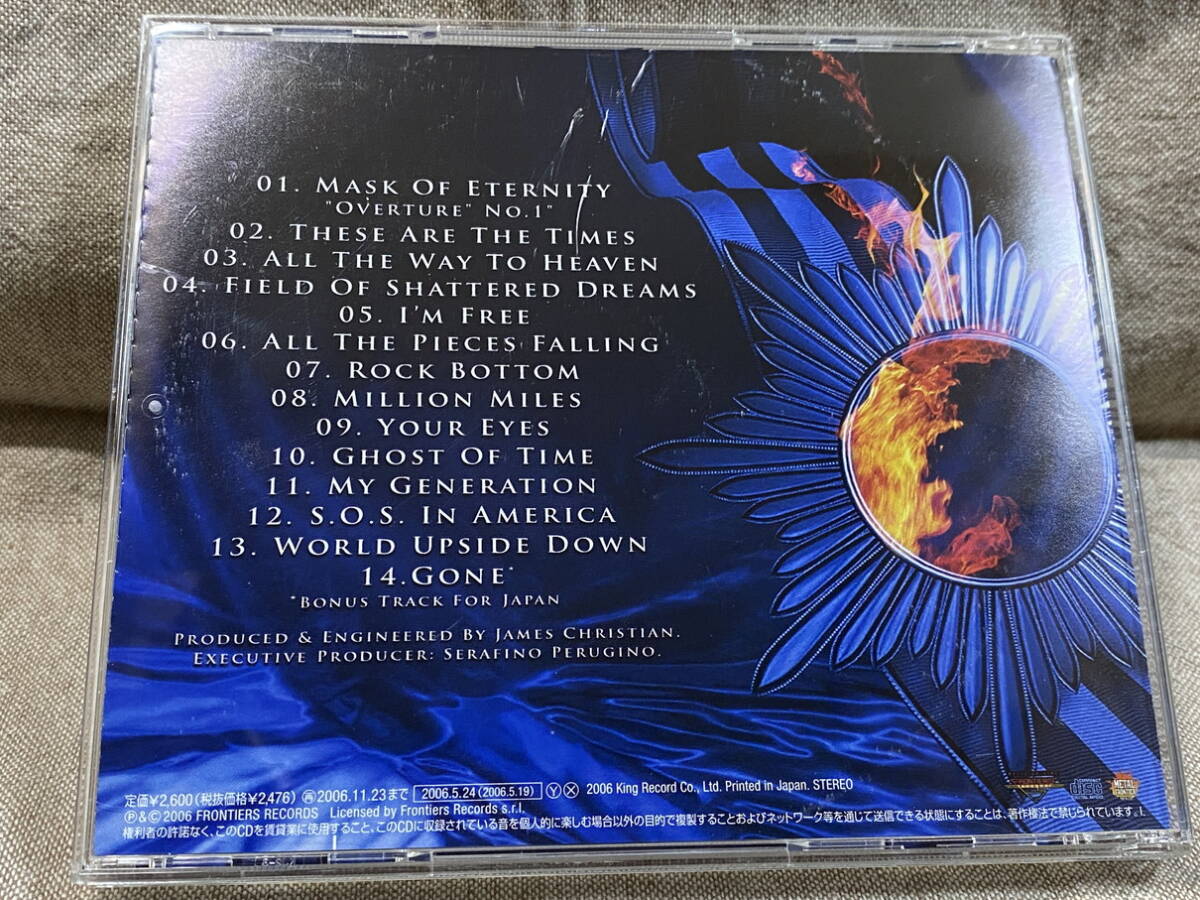 01. Mask Of Eternity
"Overture" No.1"
02. These Are The Times
03. All The Way To Heaven
04. Field Of Shattered Dreams
05. I'm Free
06. All The Pieces Falling
07. Rock Bottom
08. Million Miles
09. Your Eyes
10. Ghost Of Time
11. My Generation
12. S.O.S. In America
13. World Upside Down
14.Gone*
*Bonus Track For Japan
Produced & Engineered By James Christian.
Executive Producer: Serafino Perugino.
定価¥2,600(税抜価格¥2,476) 再2006.11.23まで 2006.5.24(2006.5.19) Ⓨ Ⓧ 2006 King Record Co., Ltd. Printed in Japan. STEREO
Ⓟ&© 2006 FRONTIERS RECORDS Licensed by Frontiers Records s.r.l.
権利者の許諾なく、このCDを賃貸業に使用すること、このCDに収録されている音を個人的に楽しむ場合以外の目的で複製することおよびネットワーク等を通じて送信できる状態にすることは、著作権法で禁じられています。L
disc
METAL